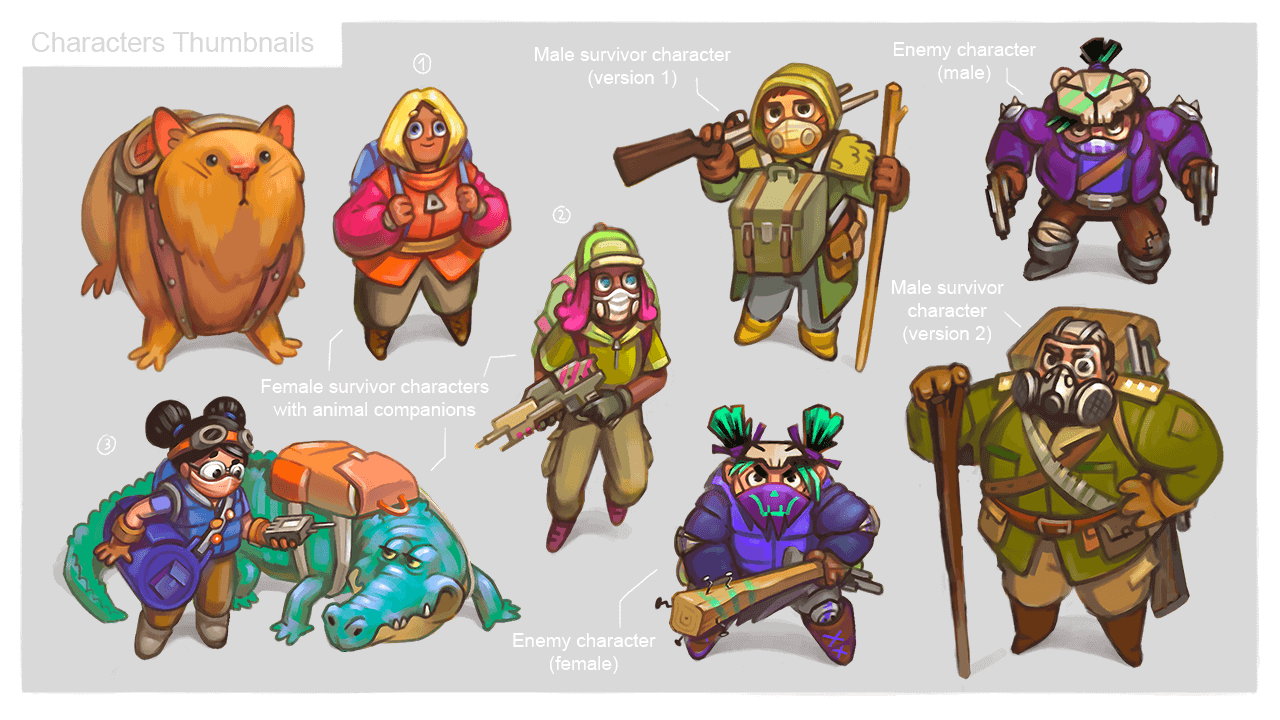 Characters Thumbnails
1
Male survivor character
(version 1)
Enemy character
(male)
2
Male survivor
character
(version 2)
Female survivor characters
with animal companions
3
Enemy character
(female)